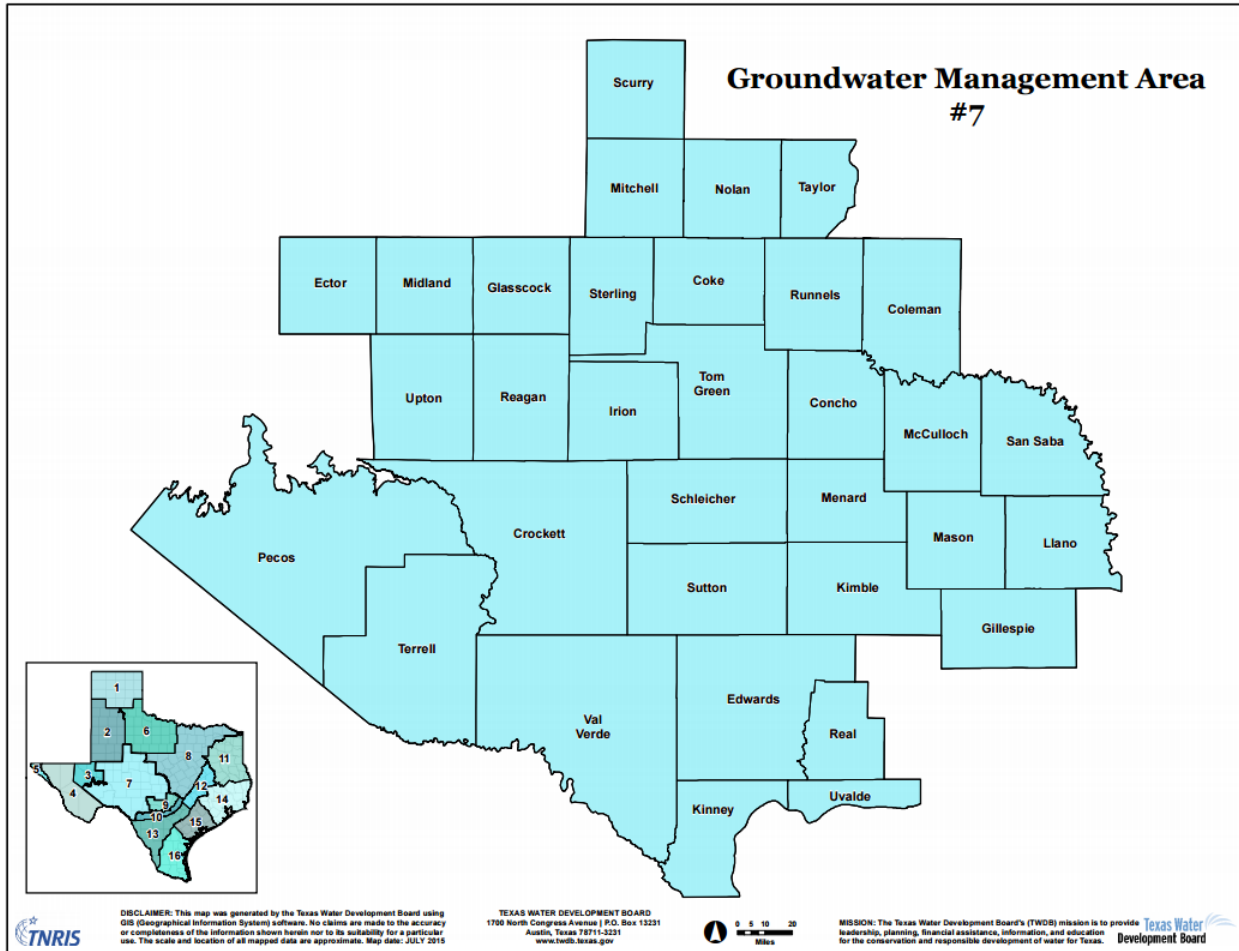 Groundwater Management Area
#7
Scurry
Mitchell
Nolan
Taylor
Ector
Midland
Glasscock
Sterling
Coke
Runnels
Coleman
Upton
Reagan
Irion
Tom
Green
Concho
McCulloch
San Saba
Pecos
Crockett
Schleicher
Menard
Mason
Llano
Terrell
Sutton
Kimble
Gillespie
Val
Verde
Edwards
Real
Kinney
Uvalde
1
2
6
8
11
5
3
4
7
12
9
10
14
13
15
16
TNRIS
DISCLAIMER: This map was generated by the Texas Water Development Board using
GIS (Geographical Information System) software. No claims are made to the accuracy
or completeness of the information shown herein nor to its suitability for a particular
use. The scale and location of all mapped data are approximate. Map date: JULY 2015
TEXAS WATER DEVELOPMENT BOARD
1700 North Congress Avenue | P.O. Box 13231
Austin, Texas 78711-3231
www.twdb.texas.gov
0 5 10 20
Miles
MISSION: The Texas Water Development Board's (TWDB) mission is to provide
leadership, planning, financial assistance, information, and education
for the conservation and responsible development of water for Texas.
Texas Water
Development Board